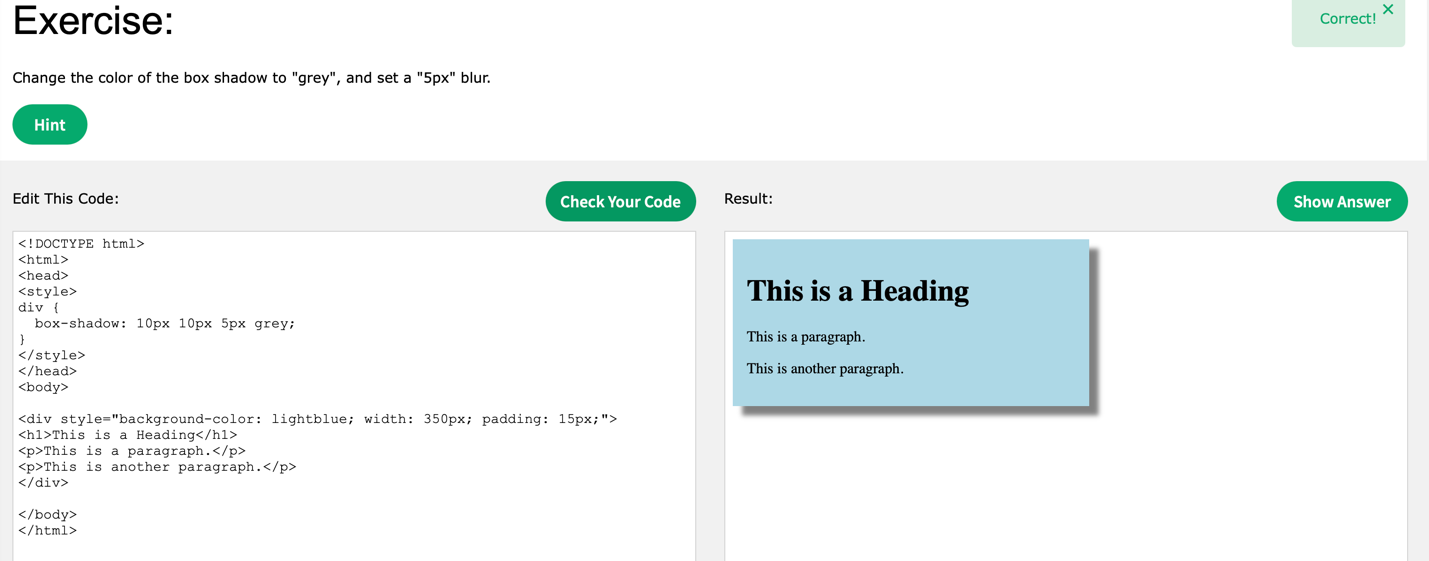 Exercise:
Correct! ×
Change the color of the box shadow to "grey", and set a "5px" blur.
Hint
Edit This Code:
Check Your Code
<!DOCTYPE html>
<html>
<head>
<style>
div {
  box-shadow: 10px 10px 5px grey;
}
</style>
</head>
<body>

<div style="background-color: lightblue; width: 350px; padding: 15px;">
<h1>This is a Heading</h1>
<p>This is a paragraph.</p>
<p>This is another paragraph.</p>
</div>

</body>
</html>
Result:
Show Answer
This is a Heading
This is a paragraph.
This is another paragraph.